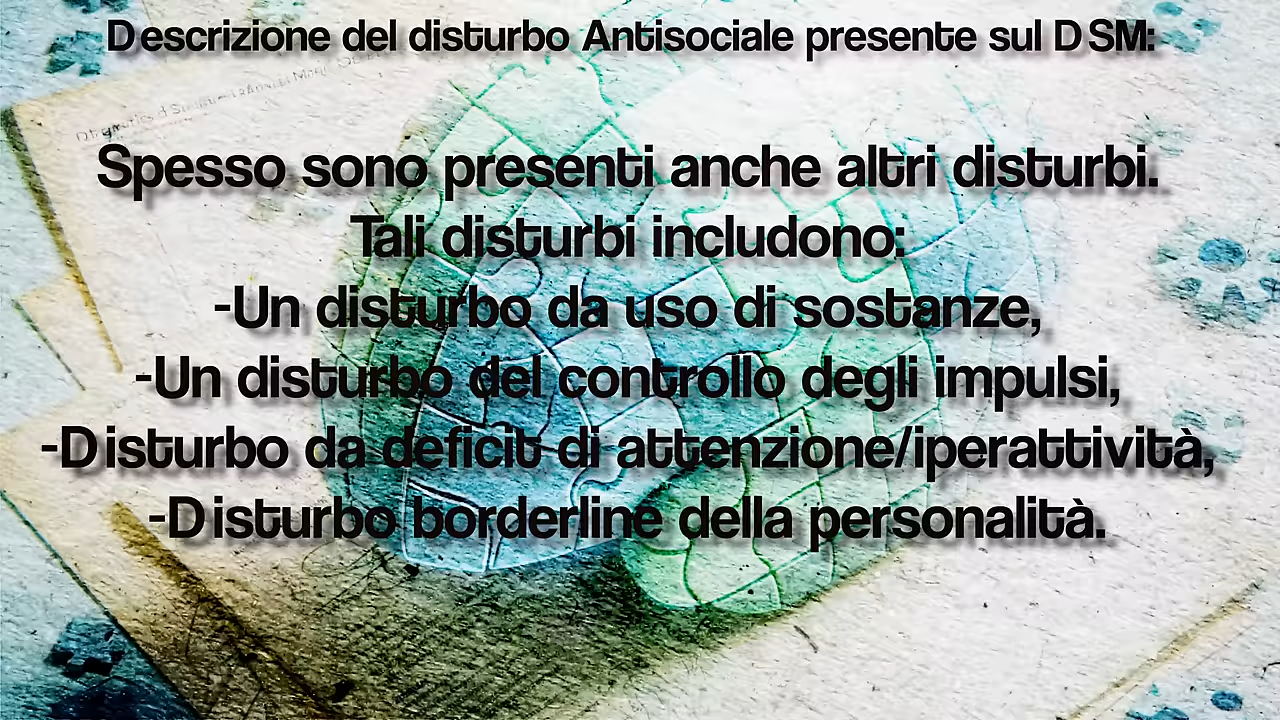 Descrizione del disturbo Antisociale presente sul DSM:
Spesso sono presenti anche altri disturbi.
Tali disturbi includono:
-Un disturbo da uso di sostanze,
-Un disturbo del controllo degli impulsi,
-Disturbo da deficit di attenzione/iperattività,
-Disturbo borderline della personalità.